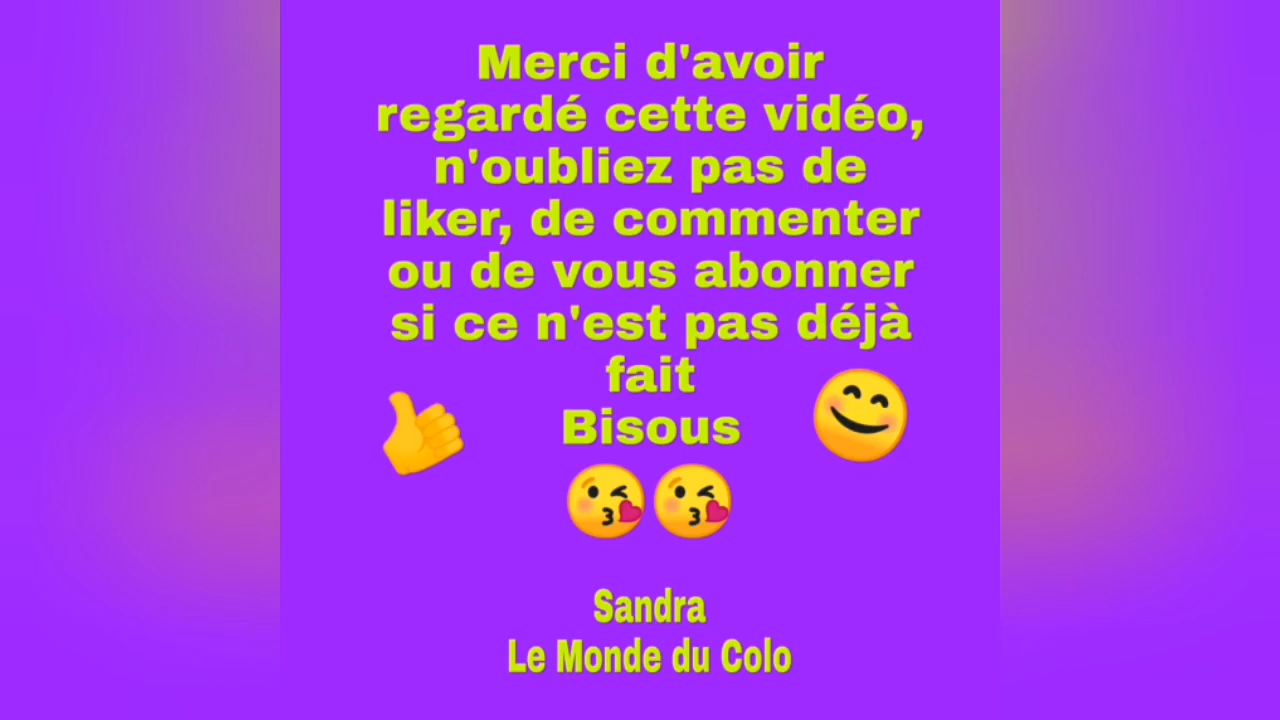 Merci d'avoir
regardé cette vidéo,
n'oubliez pas de
liker, de commenter
ou de vous abonner
si ce n'est pas déjà
fait
Bisous
Sandra
Le Monde du Colo